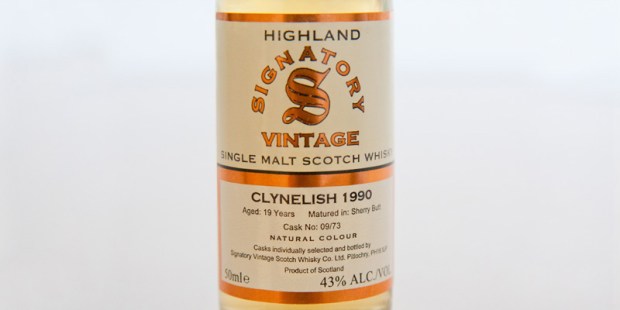 HIGHLAND
SIGNATORY
S
VINTAGE
SINGLE MALT SCOTCH WHISKY
CLYNELISH 1990
Aged: 19 Years Matured in: Sherry Butt
Cask No: 09/73
NATURAL COLOUR
Casks individually selected and bottled by
Signatory Vintage Scotch Whisky Co. Ltd. Pitlochry,
Product of Scotland
50ml e 43% ALC./VOL